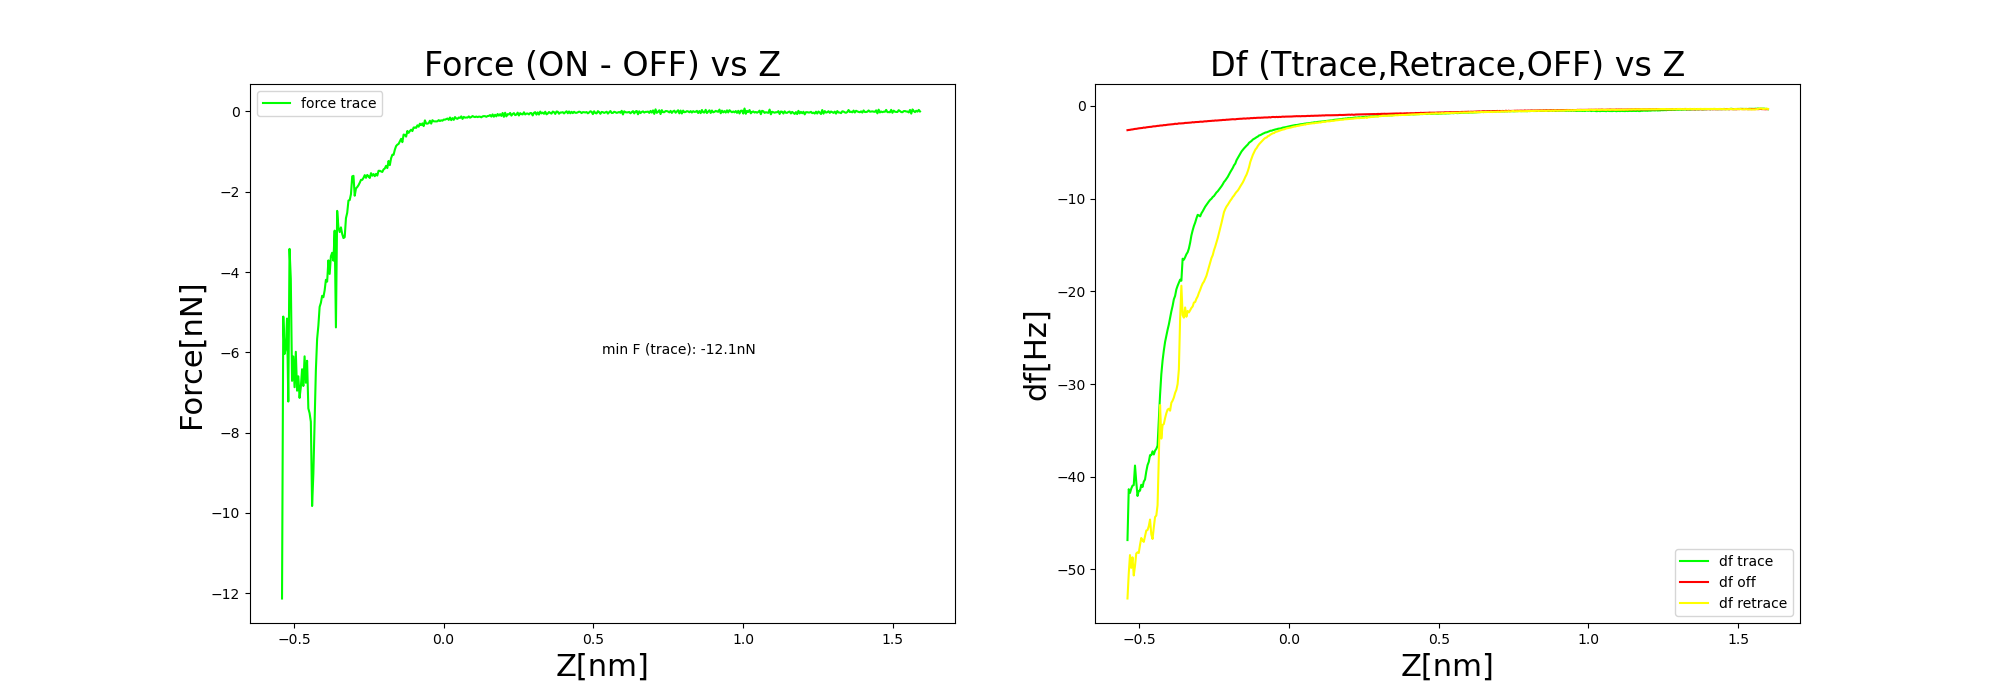 Force (ON - OFF) vs Z
force trace
0
−2
−4
−6
−8
−10
−12
Force[nN]
min F (trace): -12.1nN
−0.5 0.0 0.5 1.0 1.5
Z[nm]
Df (Ttrace,Retrace,OFF) vs Z
0
−10
−20
−30
−40
−50
df[Hz]
df trace
df off
df retrace
−0.5 0.0 0.5 1.0 1.5
Z[nm]